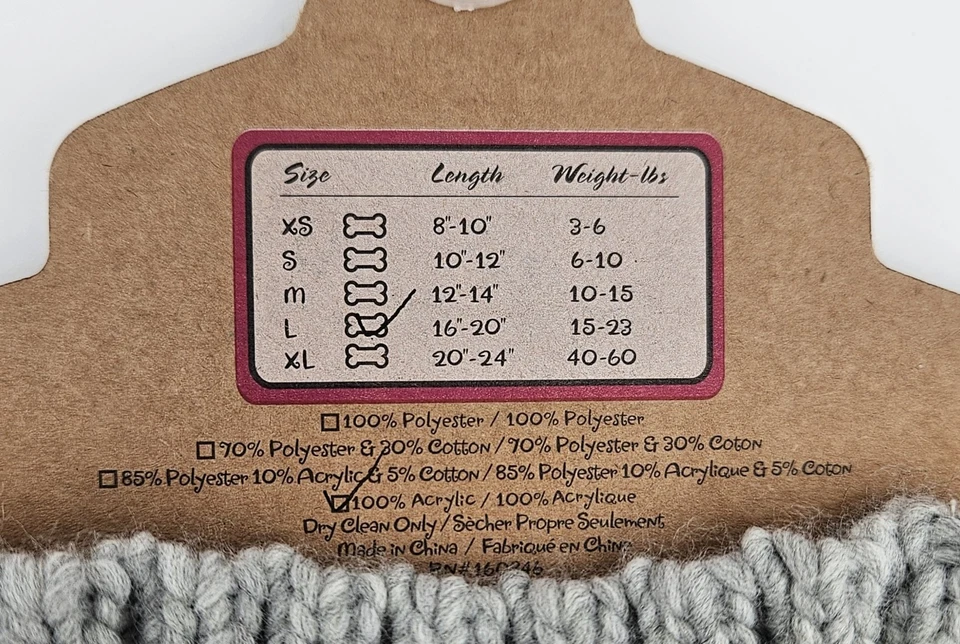 Size Length Weight-lbs
XS 8"-10" 3-6
S 10"-12" 6-10
M 12"-14" 10-15
L 16"-20" 15-23
XL 20"-24" 40-60
100% Polyester / 100% Polyester
70% Polyester & 30% Cotton / 70% Polyester & 30% Coton
85% Polyester 10% Acrylic & 5% Cotton / 85% Polyester 10% Acrylique & 5% Coton
100% Acrylic / 100% Acrylique
Dry Clean Only / Sècher Propre Seulement
Made in China / Fabriqué en Chine